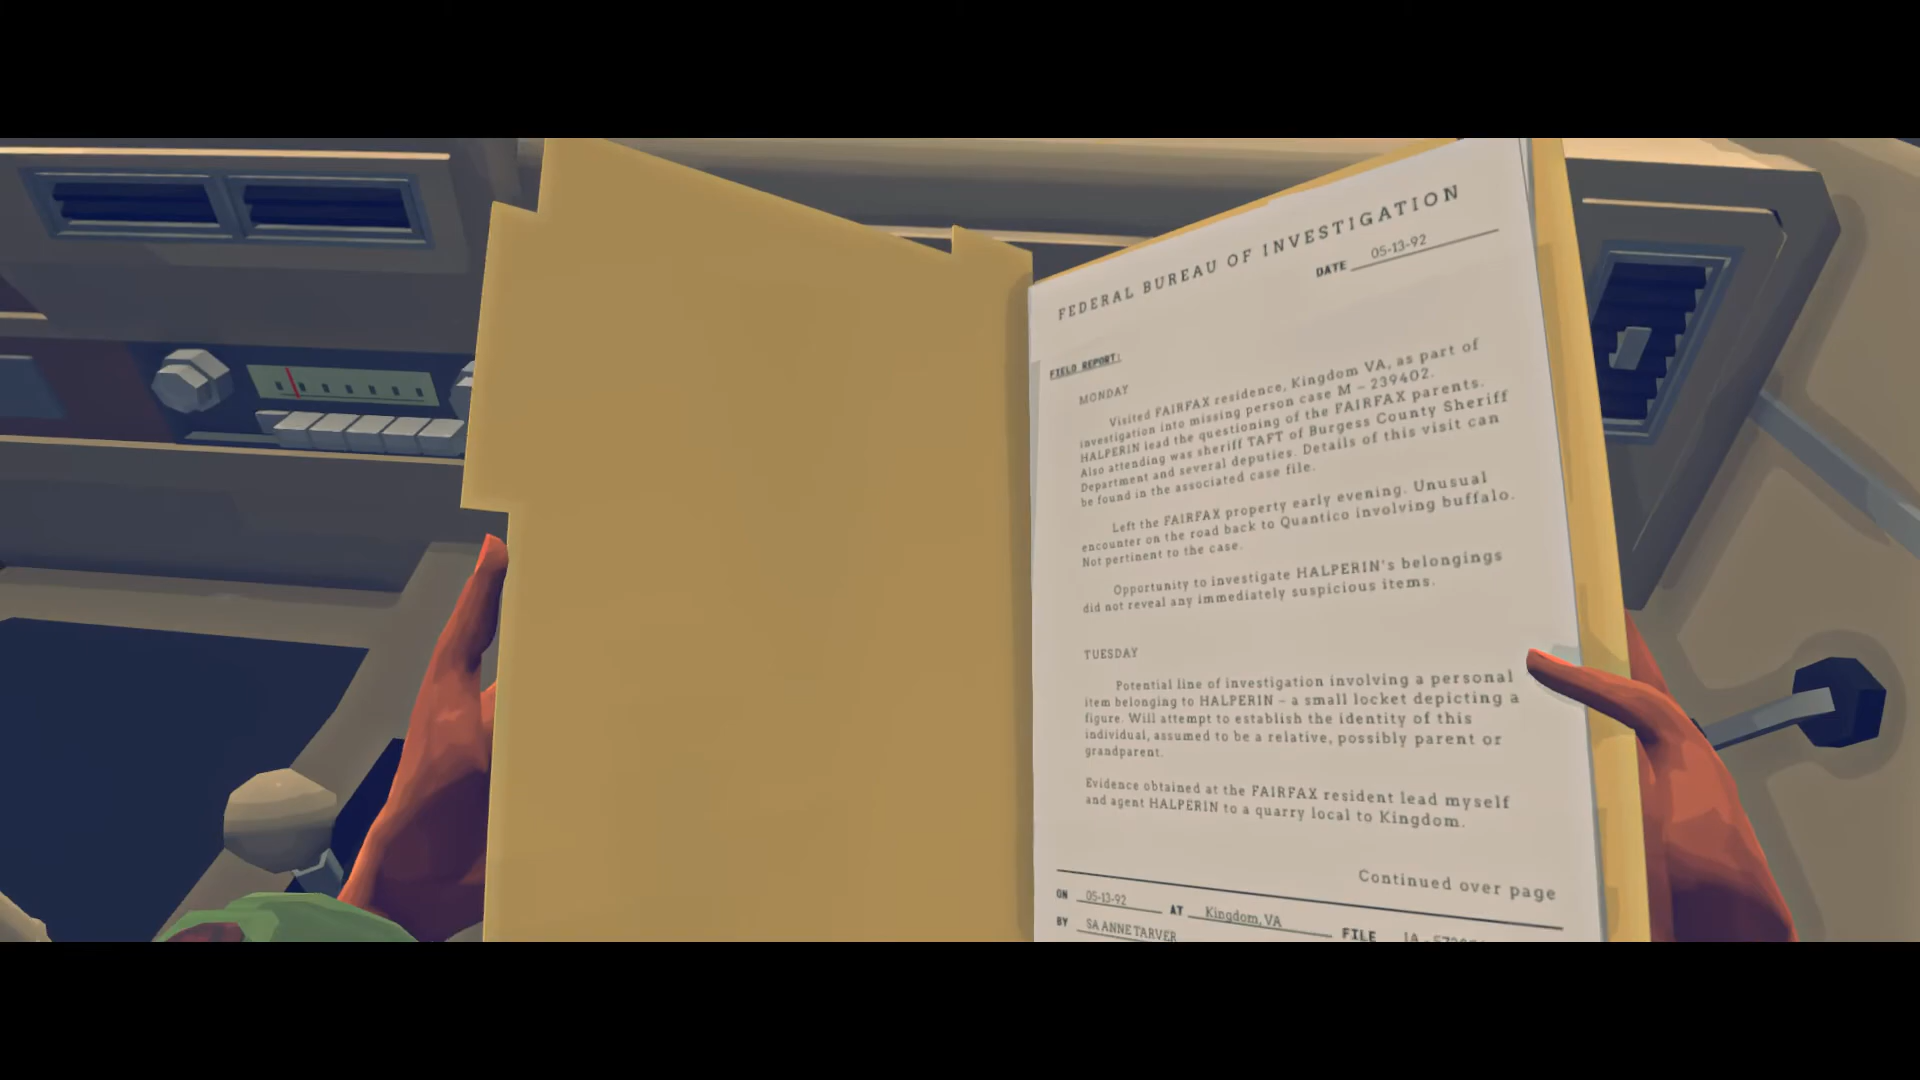 FEDERAL BUREAU OF INVESTIGATION
DATE 05-13-92
FIELD REPORT:
MONDAY
Visited FAIRFAX residence, Kingdom VA, as part of
investigation into missing person case M – 239402.
HALPERIN lead the questioning of the FAIRFAX parents.
Also attending was sheriff TAFT of Burgess County Sheriff
Department and several deputies. Details of this visit can
be found in the associated case file.
Left the FAIRFAX property early evening. Unusual
encounter on the road back to Quantico involving buffalo.
Not pertinent to the case.
Opportunity to investigate HALPERIN's belongings
did not reveal any immediately suspicious items.
TUESDAY
Potential line of investigation involving a personal
item belonging to HALPERIN – a small locket depicting a
figure. Will attempt to establish the identity of this
individual, assumed to be a relative, possibly parent or
grandparent.
Evidence obtained at the FAIRFAX resident lead myself
and agent HALPERIN to a quarry local to Kingdom.
Continued over page
ON 05-13-92 AT Kingdom, VA
BY SA ANNE TARVER FILE